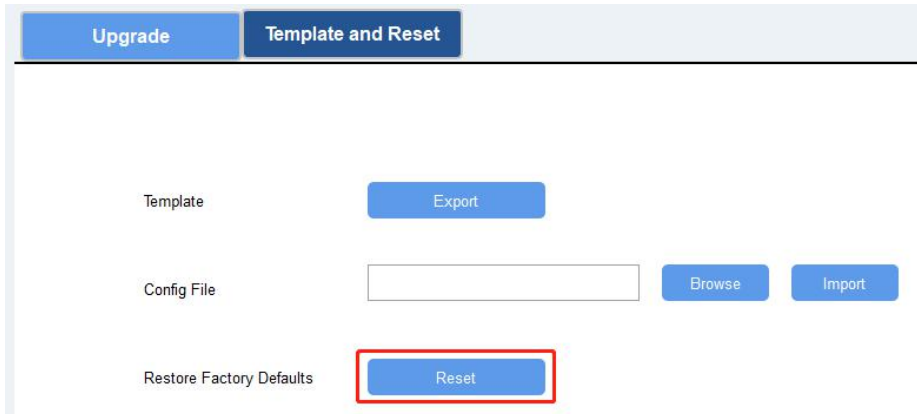 Upgrade
Template and Reset
Template
Export
Config File
Browse
Import
Restore Factory Defaults
Reset